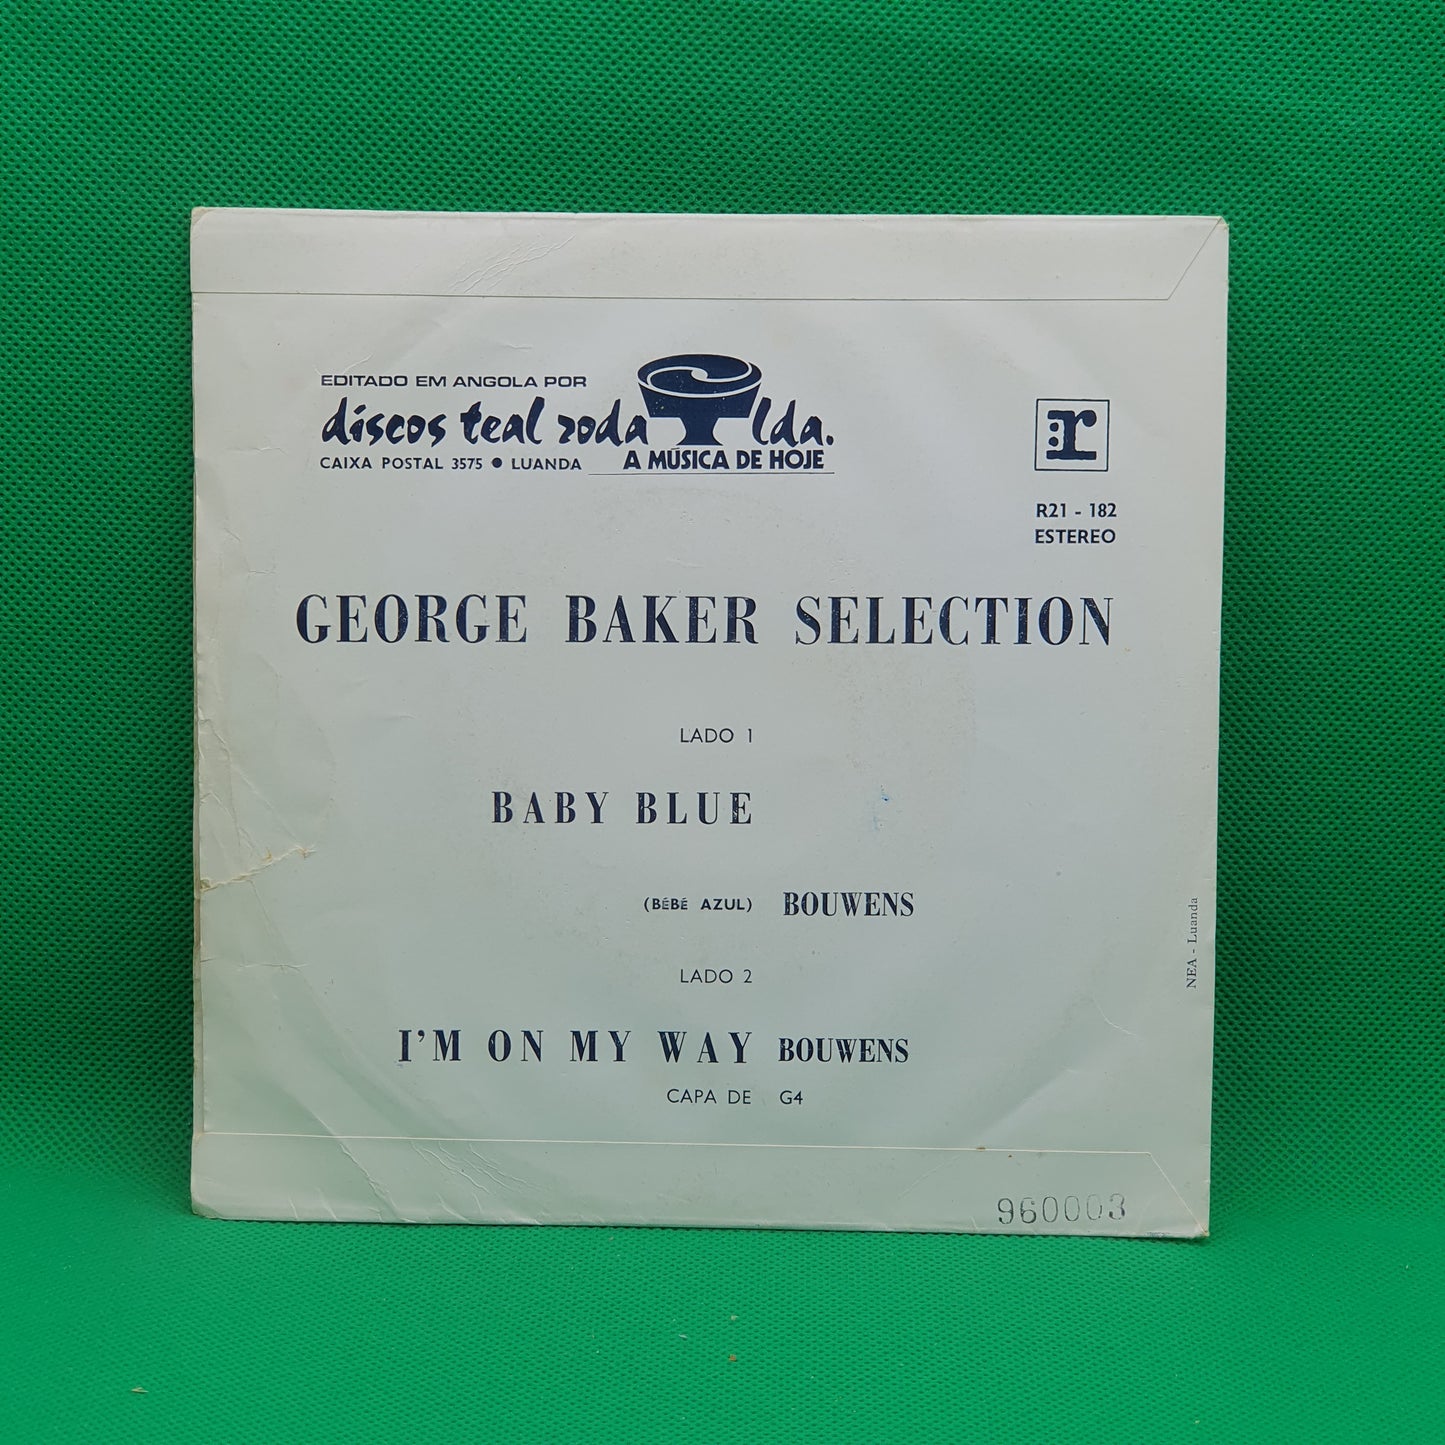 EDITADO EM ANGOLA POR
discos teal roda lda.
CAIXA POSTAL 3575 ● LUANDA A MÚSICA DE HOJE
:r
R21 - 182
ESTEREO
GEORGE BAKER SELECTION
LADO 1
BABY BLUE
(BÉBÉ AZUL) BOUWENS
LADO 2
I'M ON MY WAY BOUWENS
CAPA DE G4
NEA - Luanda
960003